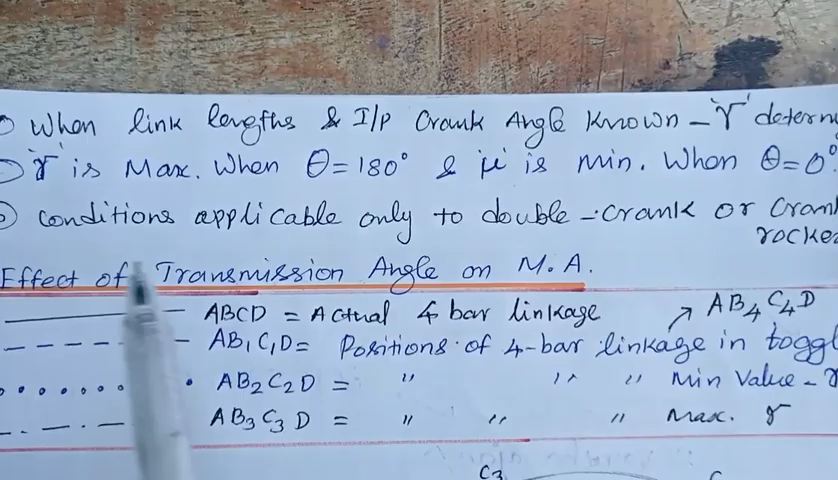 When link lengths & I/p Crank Angle Known - 'γ' determ
'γ' is Max. When θ = 180° & 'μ' is Min. When θ = 0°
conditions applicable only to double - crank or Crank
rocke
Effect of Transmission Angle on M.A.
ABCD = Actual 4 bar linkage ↗ AB₄C₄D
AB₁C₁D = Positions of 4-bar linkage in toggl
AB₂C₂D = " " " Min Value - γ
AB₃C₃D = " " " Max. γ
C₃ C